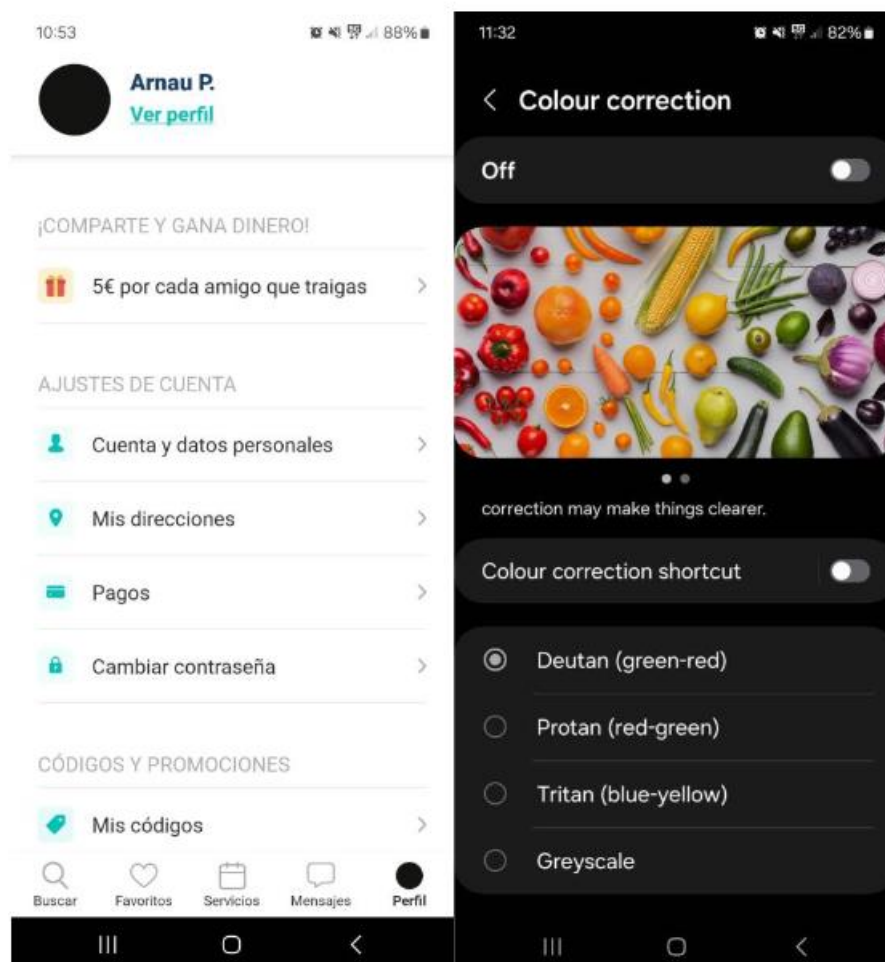 10:53
88%
Arnau P.
Ver perfil
¡COMPARTE Y GANA DINERO!
5€ por cada amigo que traigas
AJUSTES DE CUENTA
Cuenta y datos personales
Mis direcciones
Pagos
Cambiar contraseña
CÓDIGOS Y PROMOCIONES
Mis códigos
Buscar Favoritos Servicios Mensajes Perfil
11:32
82%
Colour correction
Off
correction may make things clearer.
Colour correction shortcut
Deutan (green-red)
Protan (red-green)
Tritan (blue-yellow)
Greyscale